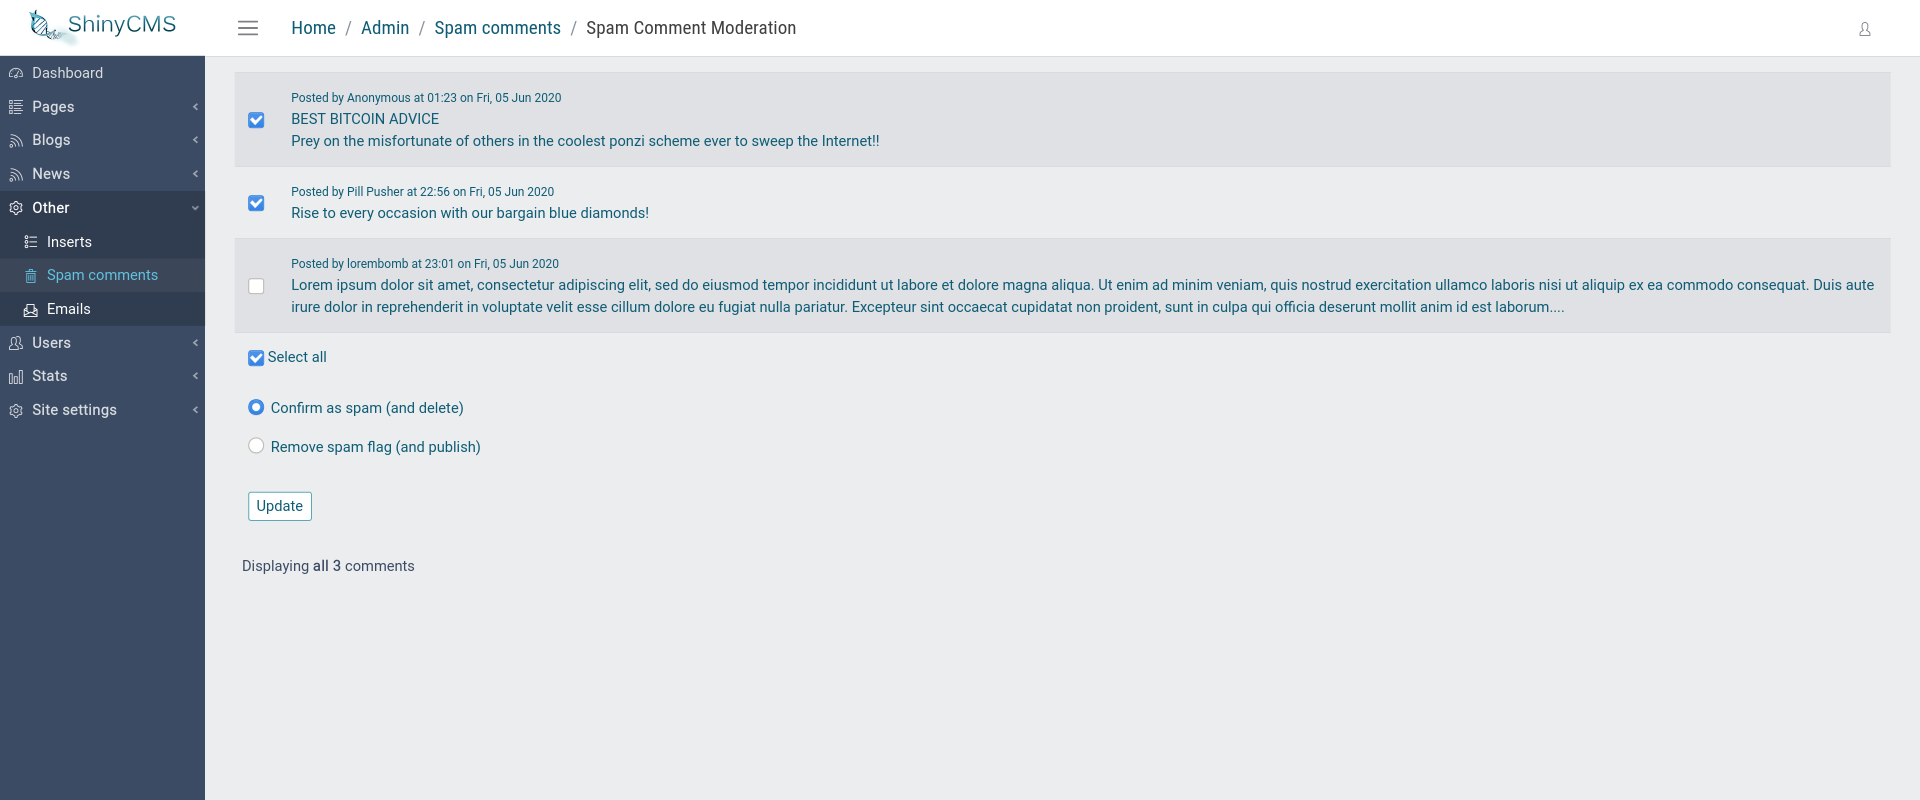 ShinyCMS
Home / Admin / Spam comments / Spam Comment Moderation
Dashboard
Pages
Blogs
News
Other
Inserts
Spam comments
Emails
Users
Stats
Site settings
Posted by Anonymous at 01:23 on Fri, 05 Jun 2020
BEST BITCOIN ADVICE
Prey on the misfortunate of others in the coolest ponzi scheme ever to sweep the Internet!!
Posted by Pill Pusher at 22:56 on Fri, 05 Jun 2020
Rise to every occasion with our bargain blue diamonds!
Posted by lorembomb at 23:01 on Fri, 05 Jun 2020
Lorem ipsum dolor sit amet, consectetur adipiscing elit, sed do eiusmod tempor incididunt ut labore et dolore magna aliqua. Ut enim ad minim veniam, quis nostrud exercitation ullamco laboris nisi ut aliquip ex ea commodo consequat. Duis aute
irure dolor in reprehenderit in voluptate velit esse cillum dolore eu fugiat nulla pariatur. Excepteur sint occaecat cupidatat non proident, sunt in culpa qui officia deserunt mollit anim id est laborum....
Select all
Confirm as spam (and delete)
Remove spam flag (and publish)
Update
Displaying all 3 comments